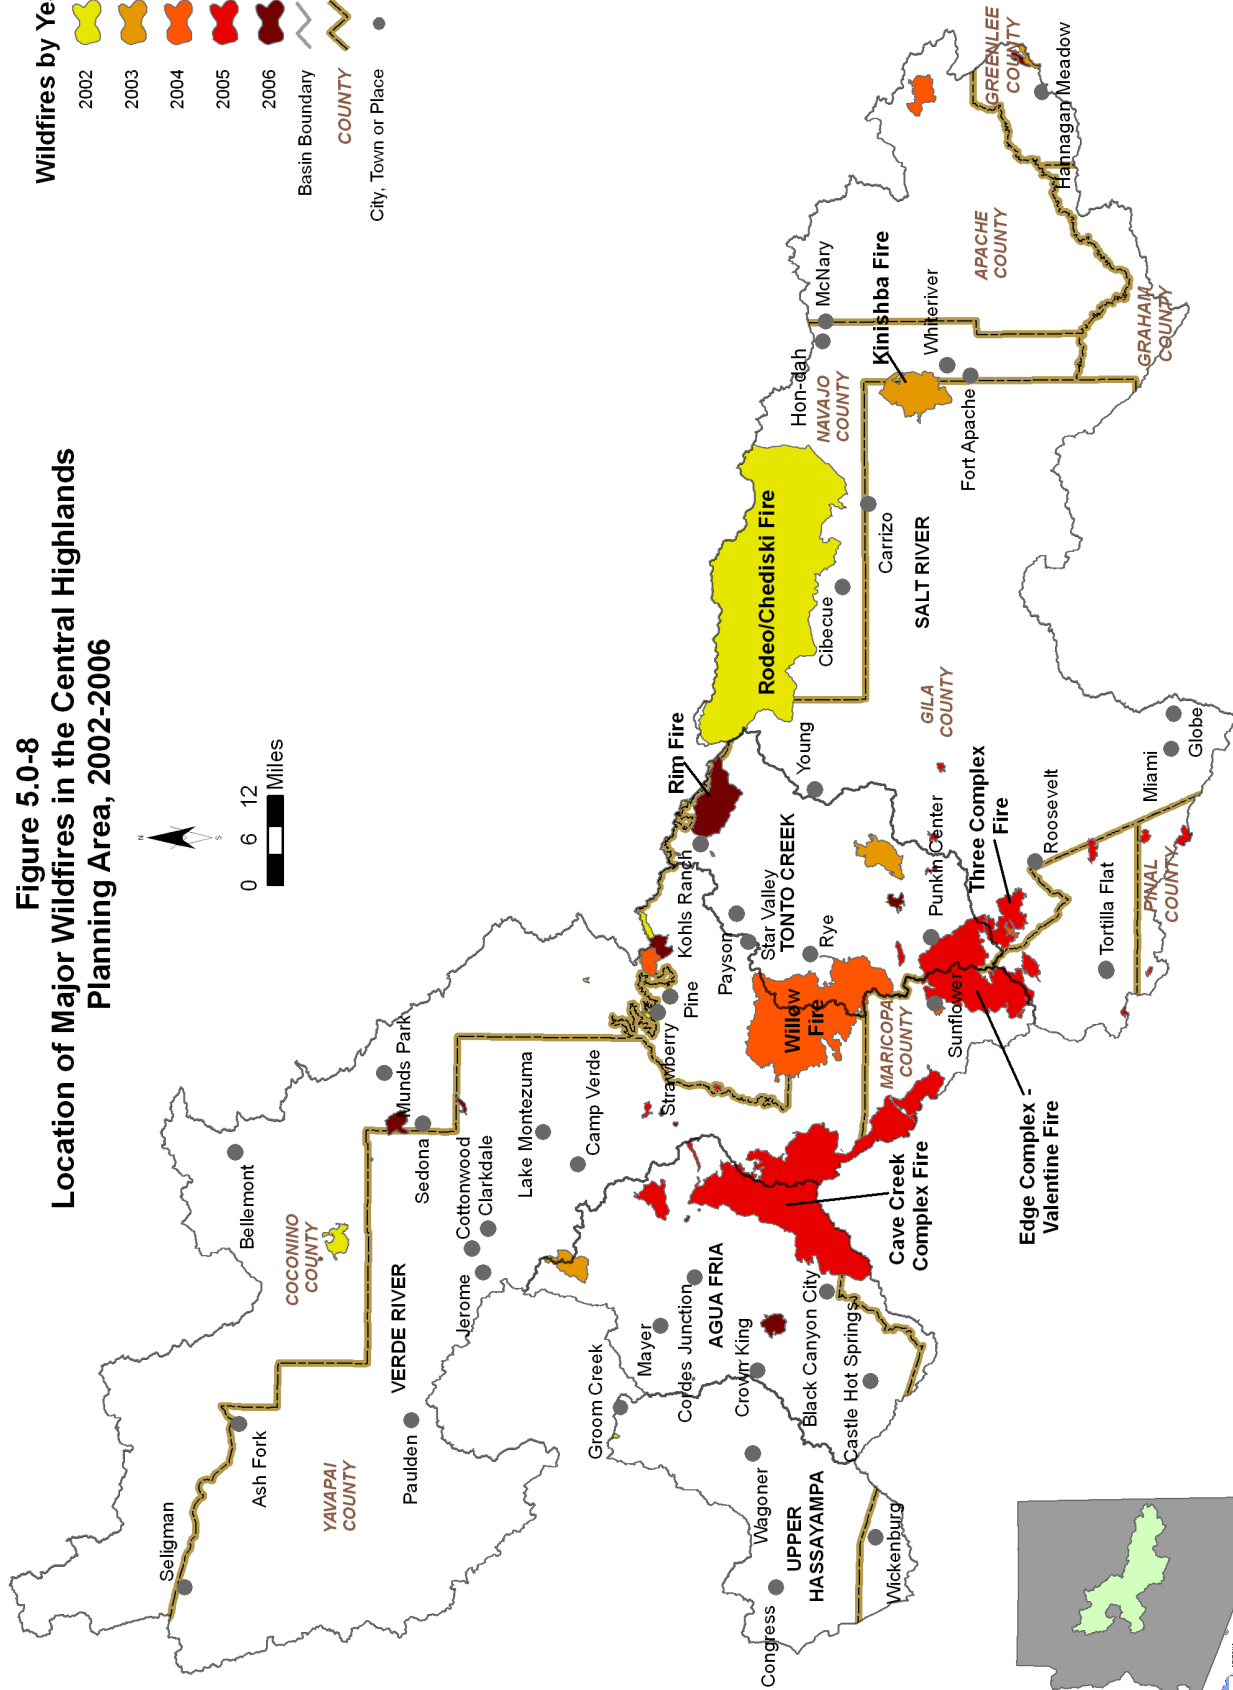 Figure 5.0-8
Location of Major Wildfires in the Central Highlands
Planning Area, 2002-2006
N
S
0 6 12
Miles
Wildfires by Ye
2002
2003
2004
2005
2006
Basin Boundary
COUNTY
City, Town or Place
Seligman
Ash Fork
Bellemont
COCONINO
COUNTY
Munds Park
Sedona
YAVAPAI
COUNTY
Paulden
VERDE RIVER
Jerome
Cottonwood
Clarkdale
Lake Montezuma
Camp Verde
Strawberry
Pine
Kohls Ranch
Rim Fire
Payson
Star Valley
TONTO CREEK
Rye
Young
Rodeo/Chediski Fire
Cibecue
Carrizo
Hon-dah
McNary
NAVAJO
COUNTY
Kinishba Fire
Whiteriver
Fort Apache
APACHE
COUNTY
GREENLEE
COUNTY
Hannagan Meadow
GRAHAM
COUNTY
SALT RIVER
GILA
COUNTY
Groom Creek
Mayer
Cordes Junction
AGUA FRIA
Crown King
Black Canyon City
Castle Hot Springs
Wagoner
UPPER
HASSAYAMPA
Congress
Wickenburg
Cave Creek
Complex Fire
Willow
Fire
MARICOPA
COUNTY
Sunflower
Punkin Center
Three Complex
Fire
Edge Complex -
Valentine Fire
Roosevelt
Tortilla Flat
PINAL
COUNTY
Miami
Globe